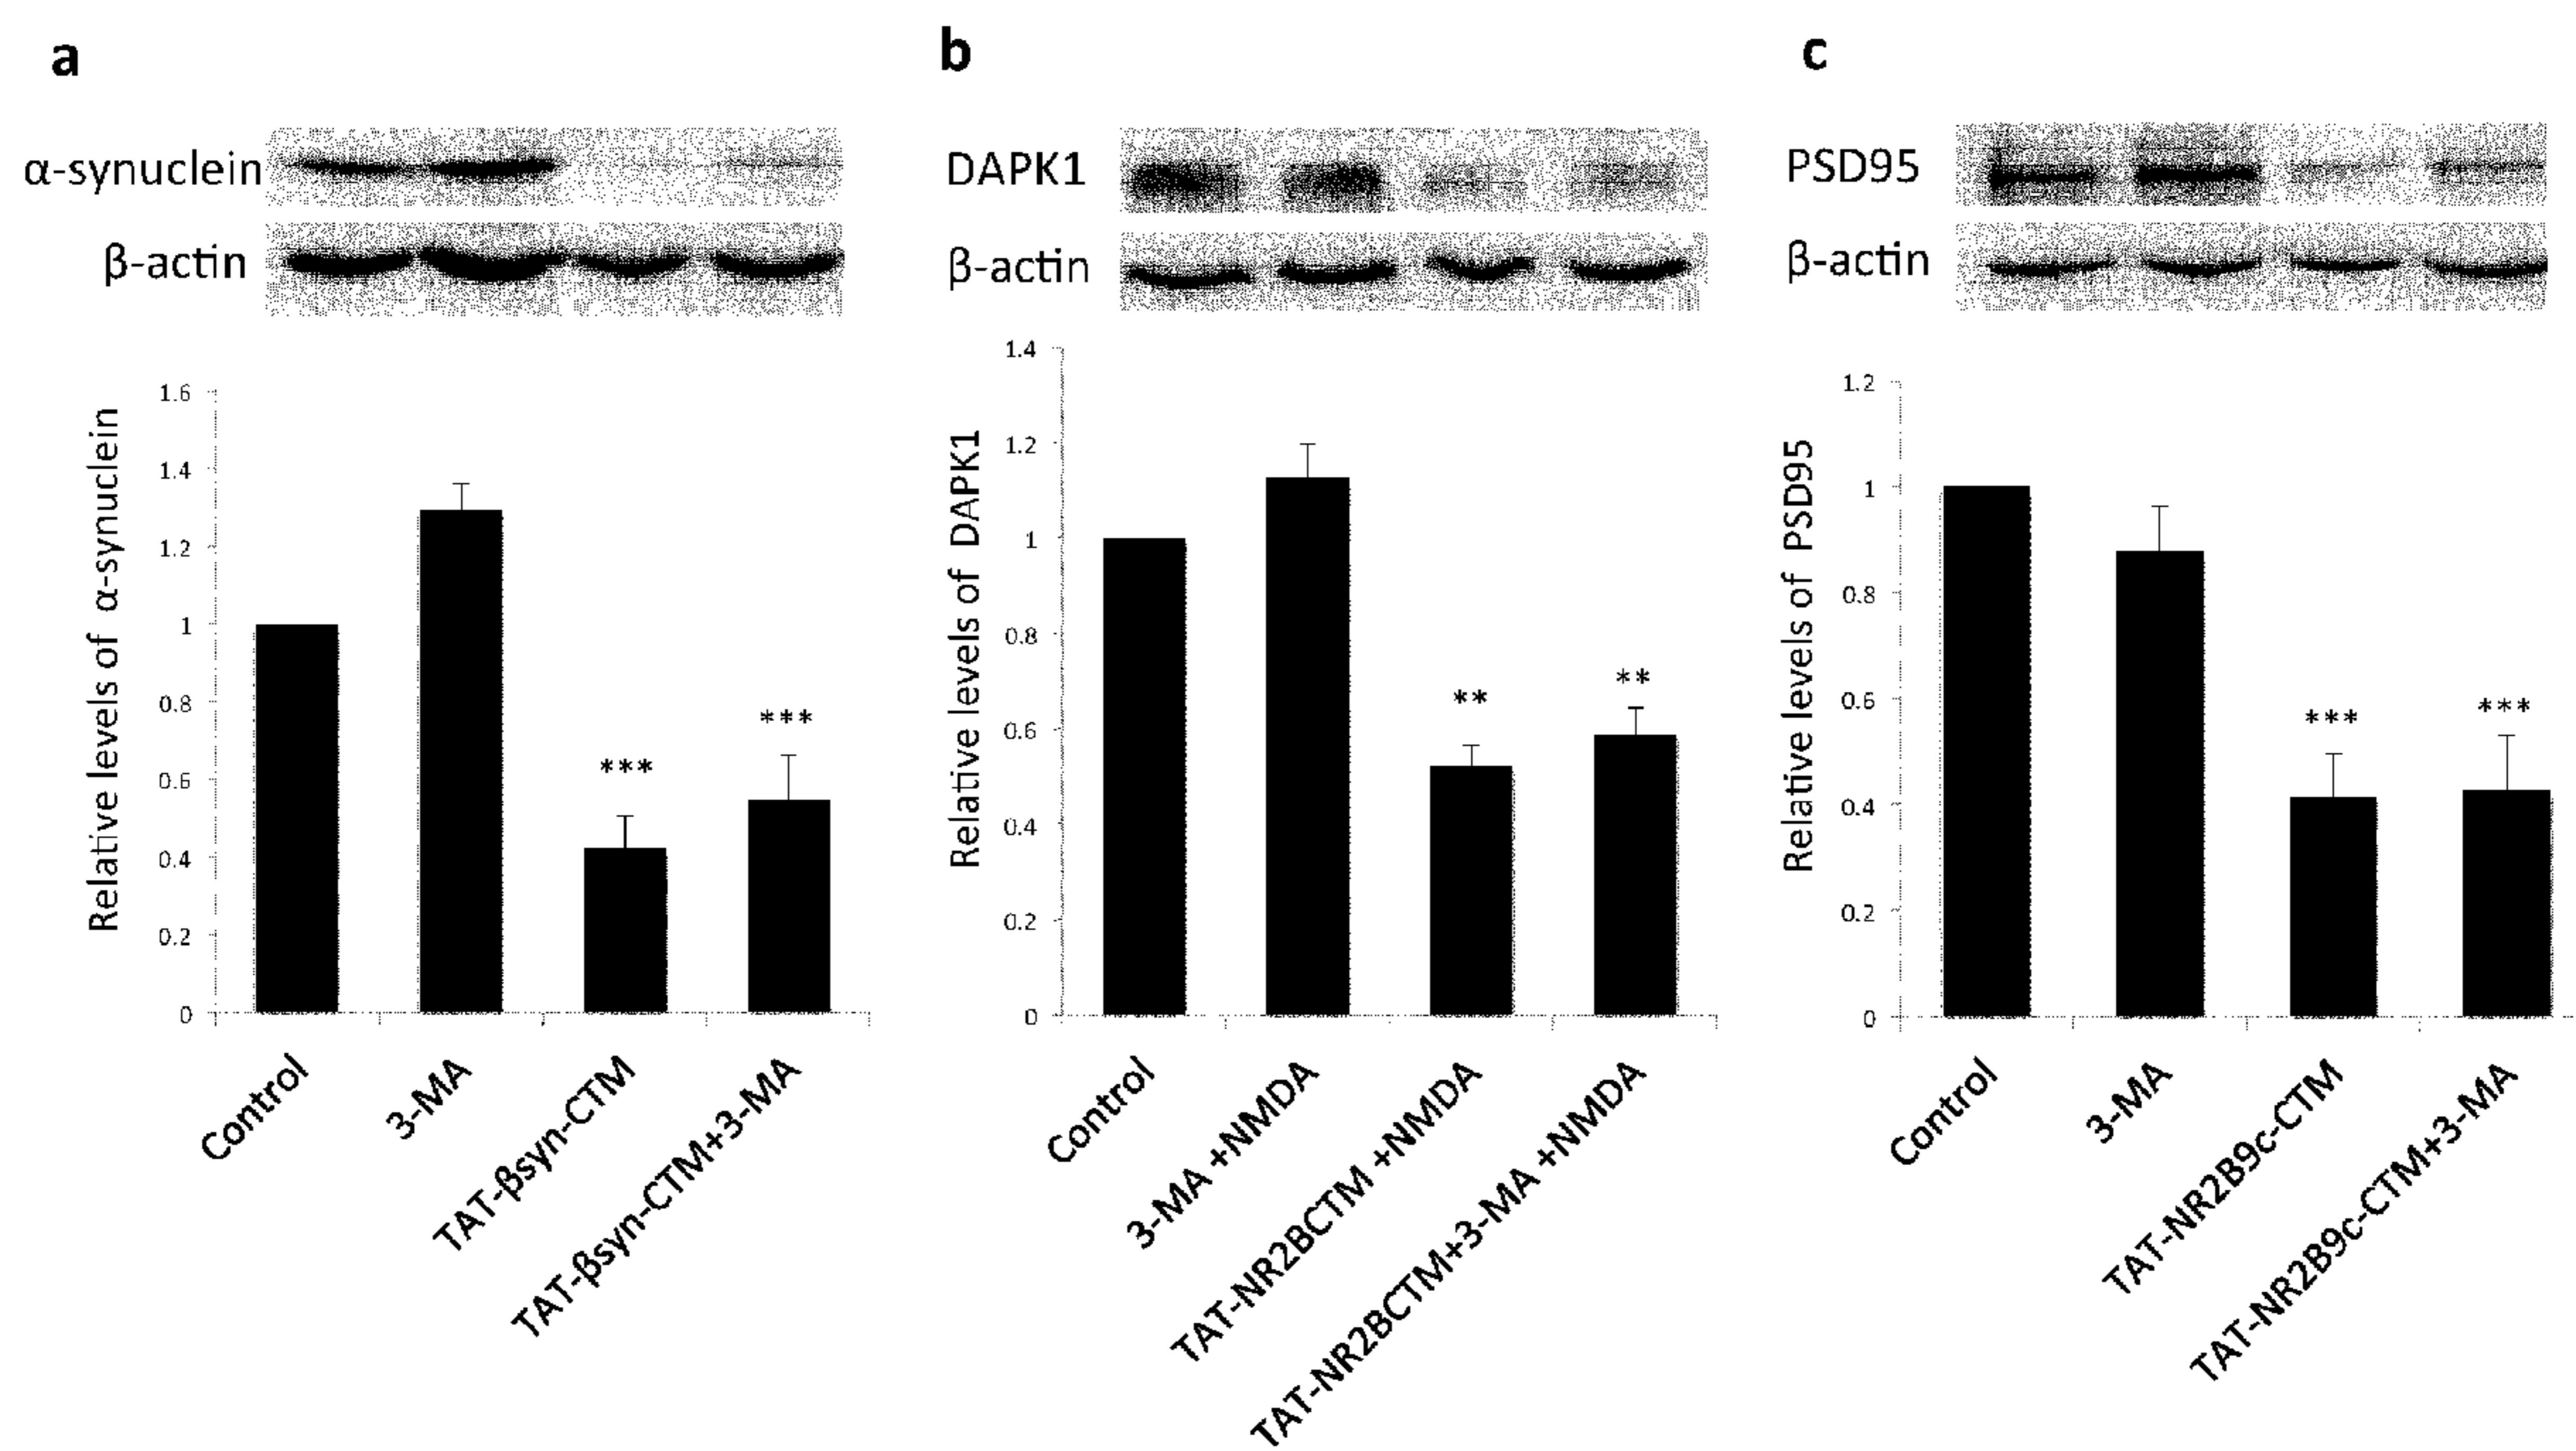 a
α-synuclein
β-actin
Relative levels of α-synuclein
1.6
1.4
1.2
1
0.8
0.6
0.4
0.2
0
***
***
Control
3-MA
TAT-βsyn-CTM
TAT-βsyn-CTM+3-MA
b
DAPK1
β-actin
Relative levels of DAPK1
1.4
1.2
1
0.8
0.6
0.4
0.2
0
**
**
Control
3-MA +NMDA
TAT-NR2BCTM +NMDA
TAT-NR2BCTM+3-MA +NMDA
c
PSD95
β-actin
Relative levels of PSD95
1.2
1
0.8
0.6
0.4
0.2
0
***
***
Control
3-MA
TAT-NR2B9c-CTM
TAT-NR2B9c-CTM+3-MA